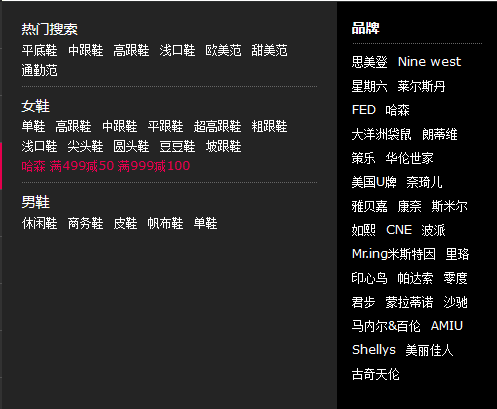 热门搜索
平底鞋 中跟鞋 高跟鞋 浅口鞋 欧美范 甜美范
通勤范
女鞋
单鞋 高跟鞋 中跟鞋 平跟鞋 超高跟鞋 粗跟鞋
浅口鞋 尖头鞋 圆头鞋 豆豆鞋 坡跟鞋
哈森 满499减50 满999减100
男鞋
休闲鞋 商务鞋 皮鞋 帆布鞋 单鞋
品牌
思美登 Nine west
星期六 莱尔斯丹
FED 哈森
大洋洲袋鼠 朗蒂维
策乐 华伦世家
美国U牌 奈琦儿
雅贝嘉 康奈 斯米尔
如熙 CNE 波派
Mr.ing米斯特因 里珞
印心鸟 帕达索 零度
君步 蒙拉蒂诺 沙驰
马内尔&百伦 AMIU
Shellys 美丽佳人
古奇天伦